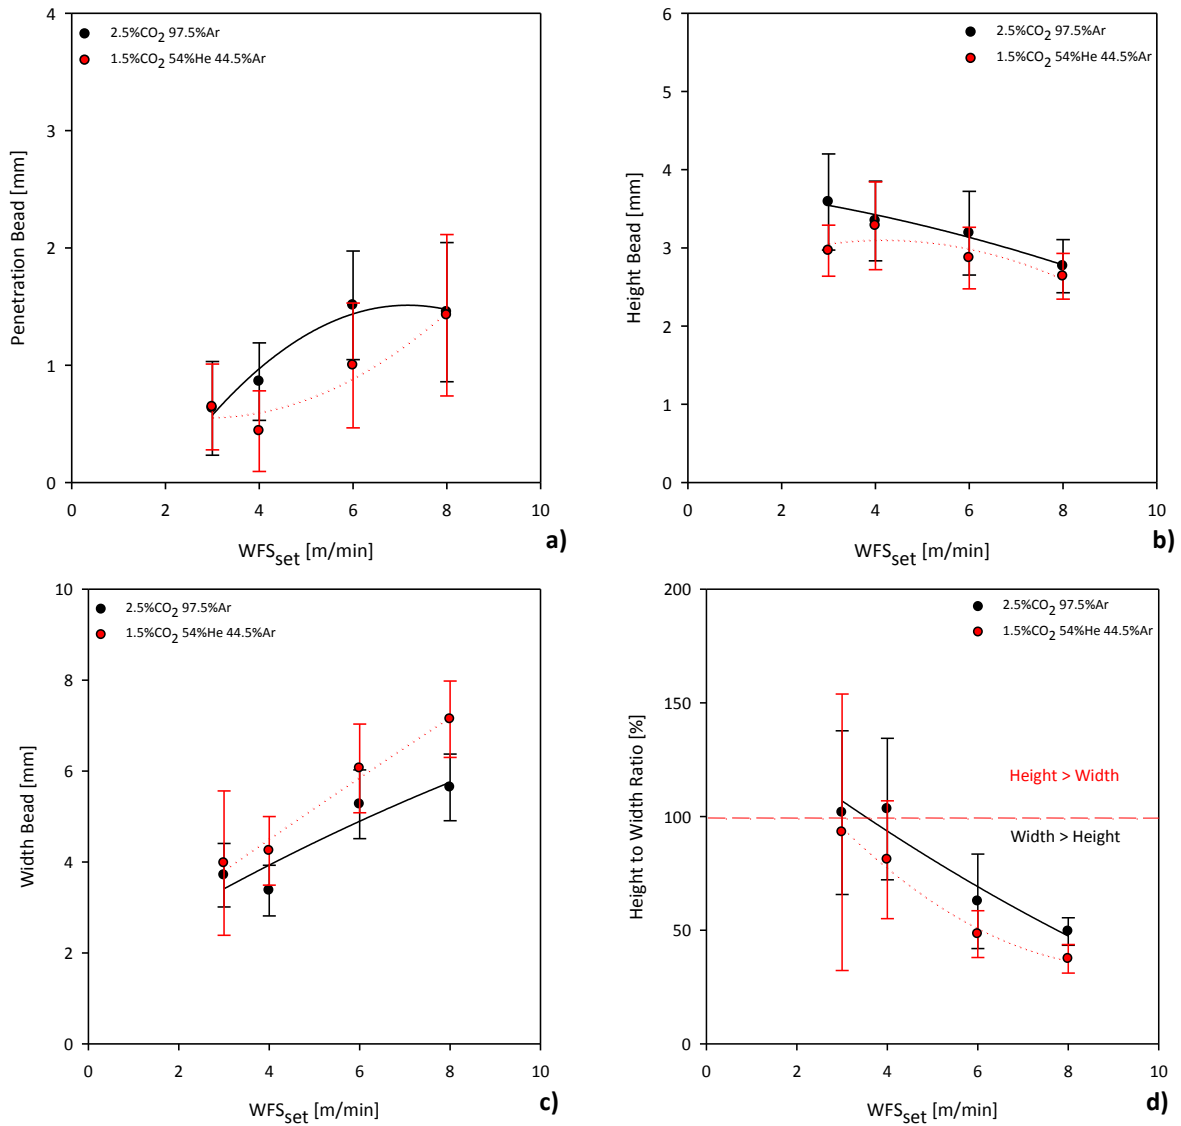 2.5%CO2 97.5%Ar
1.5%CO2 54%He 44.5%Ar
Penetration Bead [mm]
4
3
2
1
0
0 2 4 6 8 10
WFSset [m/min]
a)
2.5%CO2 97.5%Ar
1.5%CO2 54%He 44.5%Ar
Height Bead [mm]
6
5
4
3
2
1
0
0 2 4 6 8 10
WFSset [m/min]
b)
2.5%CO2 97.5%Ar
1.5%CO2 54%He 44.5%Ar
Width Bead [mm]
10
8
6
4
2
0
0 2 4 6 8 10
WFSset [m/min]
c)
2.5%CO2 97.5%Ar
1.5%CO2 54%He 44.5%Ar
Height to Width Ratio [%]
200
150
100
50
0
Height > Width
Width > Height
0 2 4 6 8 10
WFSset [m/min]
d)